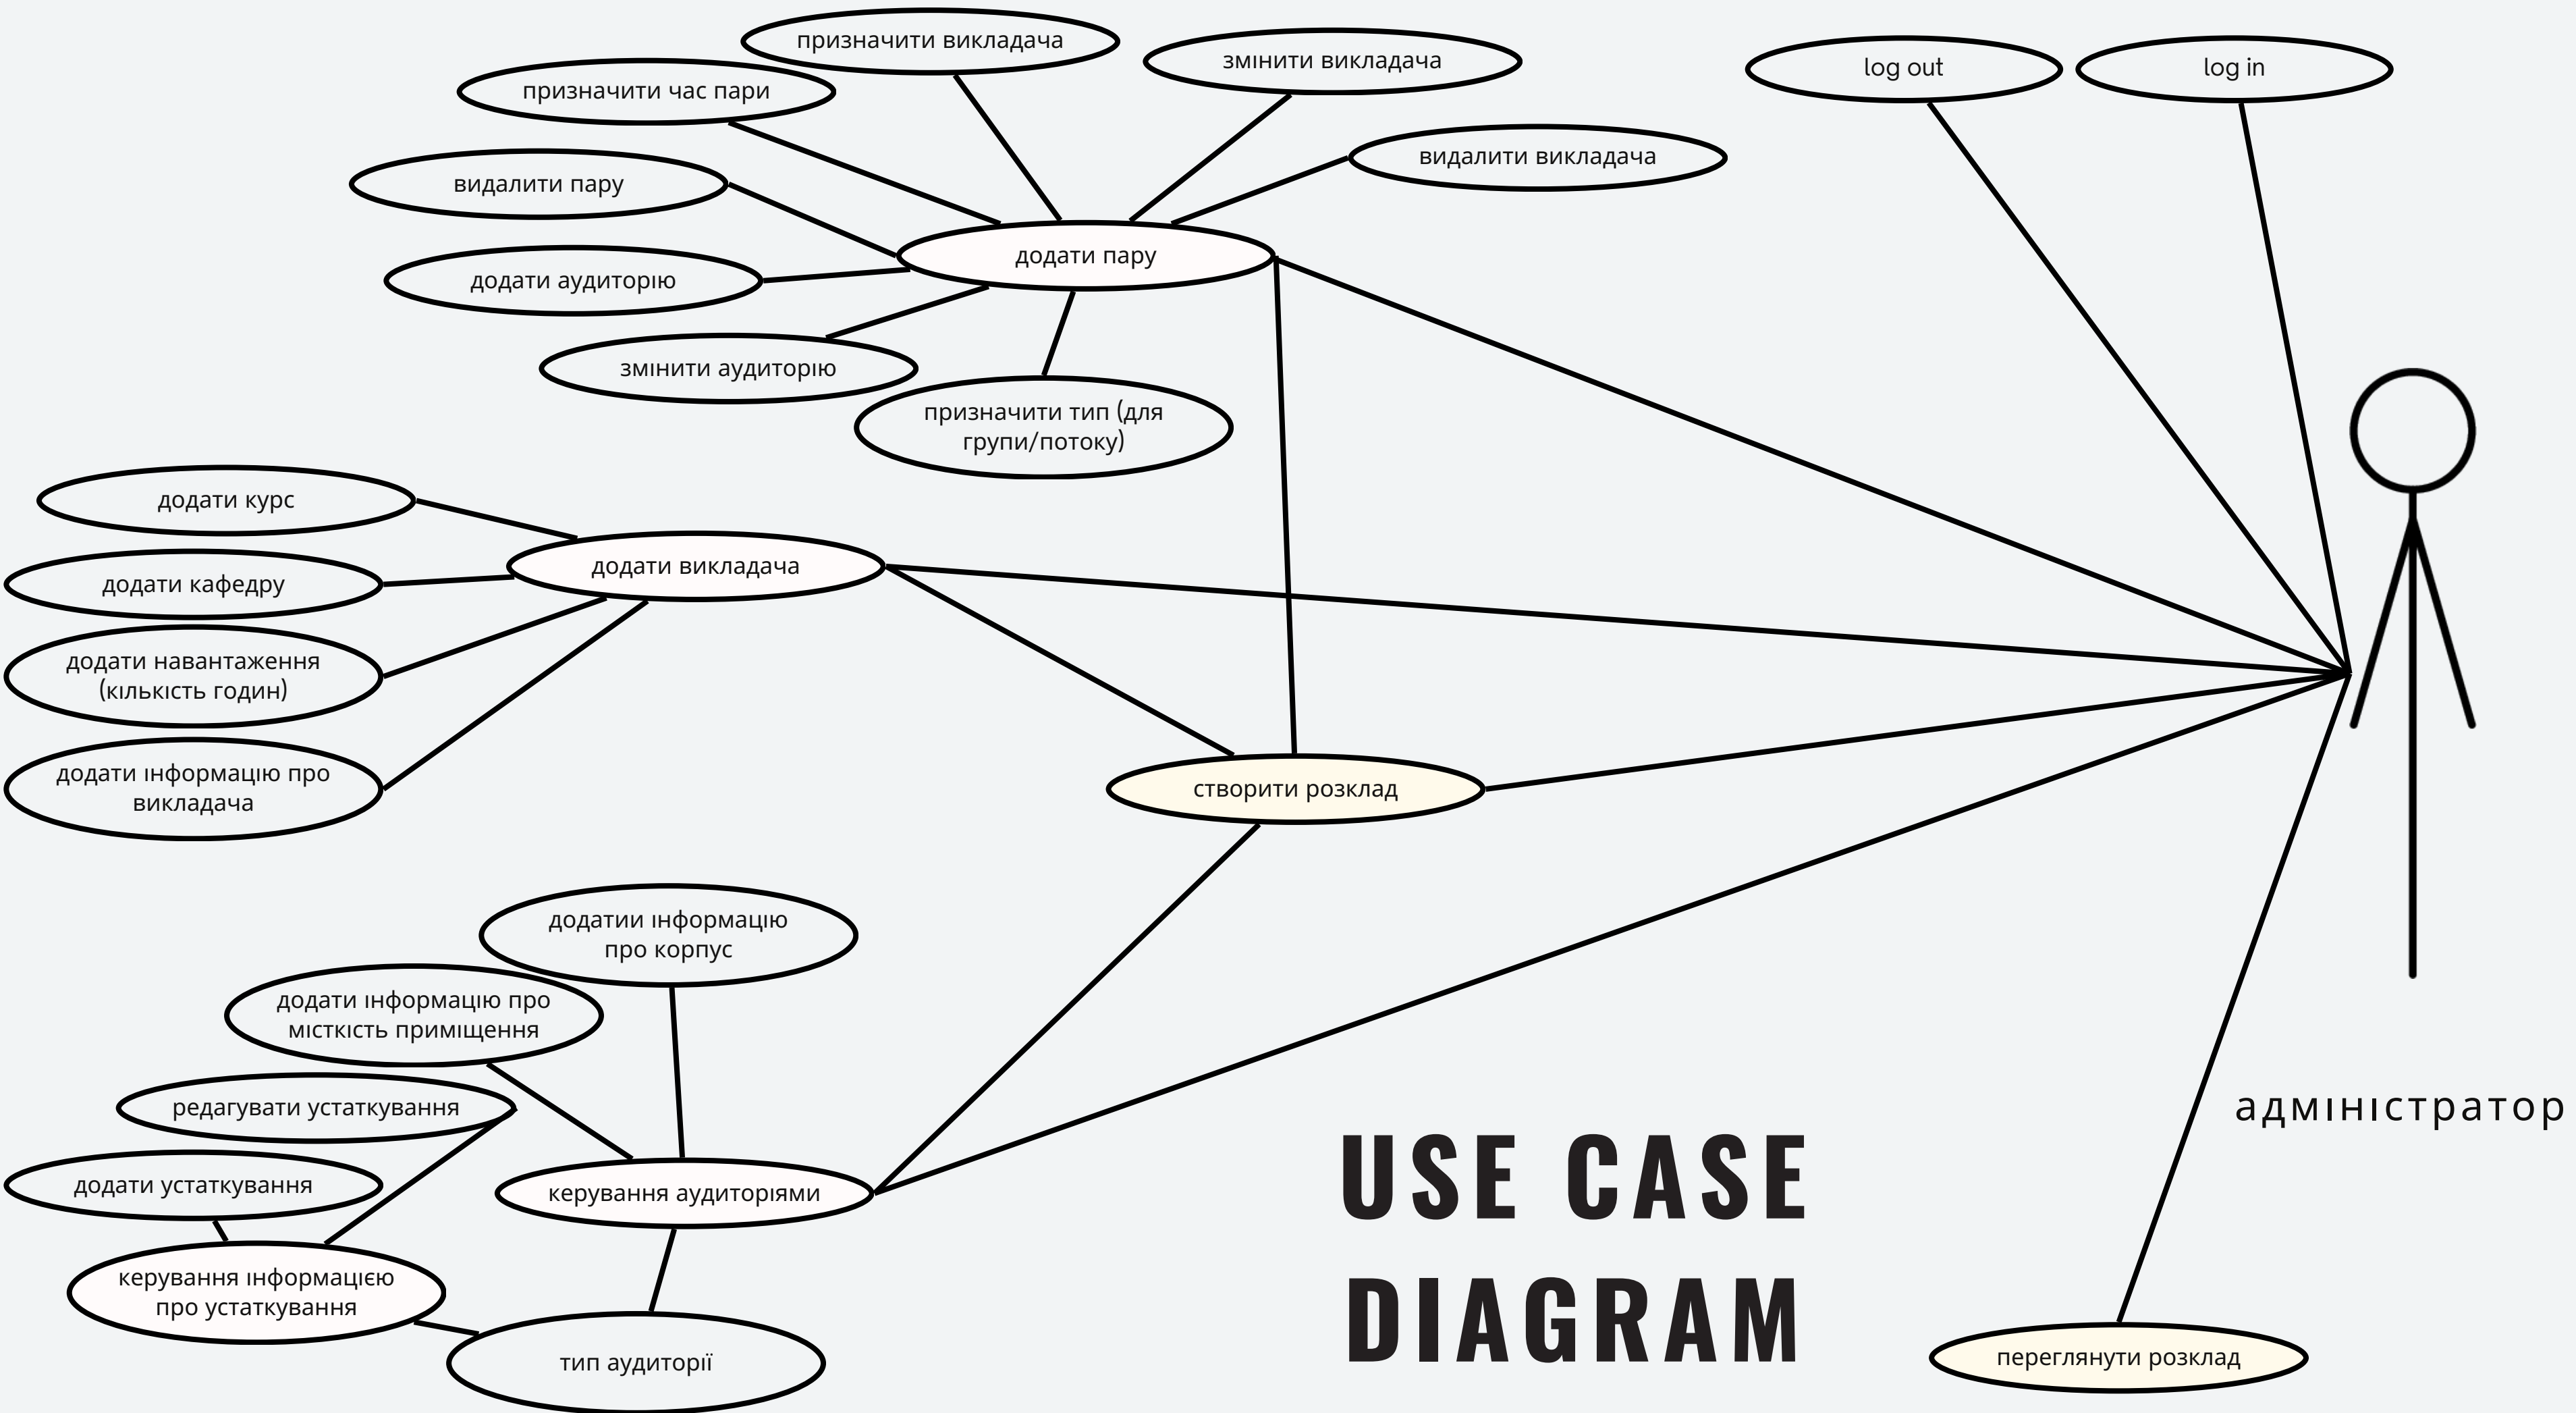 призначити викладача
змінити викладача
log out
log in
призначити час пари
видалити викладача
видалити пару
додати пару
додати аудиторію
змінити аудиторію
призначити тип (для
групи/потоку)
додати курс
додати викладача
додати кафедру
додати навантаження
(кількість годин)
додати інформацію про
викладача
створити розклад
додатии інформацію
про корпус
додати інформацію про
місткість приміщення
редагувати устаткування
адміністратор
додати устаткування
керування аудиторіями
керування інформацією
про устаткування
тип аудиторії
USE CASE
DIAGRAM
переглянути розклад